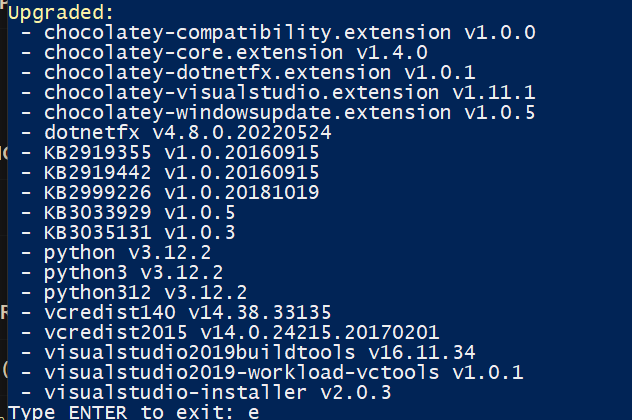 Upgraded:
- chocolatey-compatibility.extension v1.0.0
- chocolatey-core.extension v1.4.0
- chocolatey-dotnetfx.extension v1.0.1
- chocolatey-visualstudio.extension v1.11.1
- chocolatey-windowsupdate.extension v1.0.5
- dotnetfx v4.8.0.20220524
- KB2919355 v1.0.20160915
- KB2919442 v1.0.20160915
- KB2999226 v1.0.20181019
- KB3033929 v1.0.5
- KB3035131 v1.0.3
- python v3.12.2
- python3 v3.12.2
- python312 v3.12.2
- vcredist140 v14.38.33135
- vcredist2015 v14.0.24215.20170201
- visualstudio2019buildtools v16.11.34
- visualstudio2019-workload-vctools v1.0.1
- visualstudio-installer v2.0.3
Type ENTER to exit: e